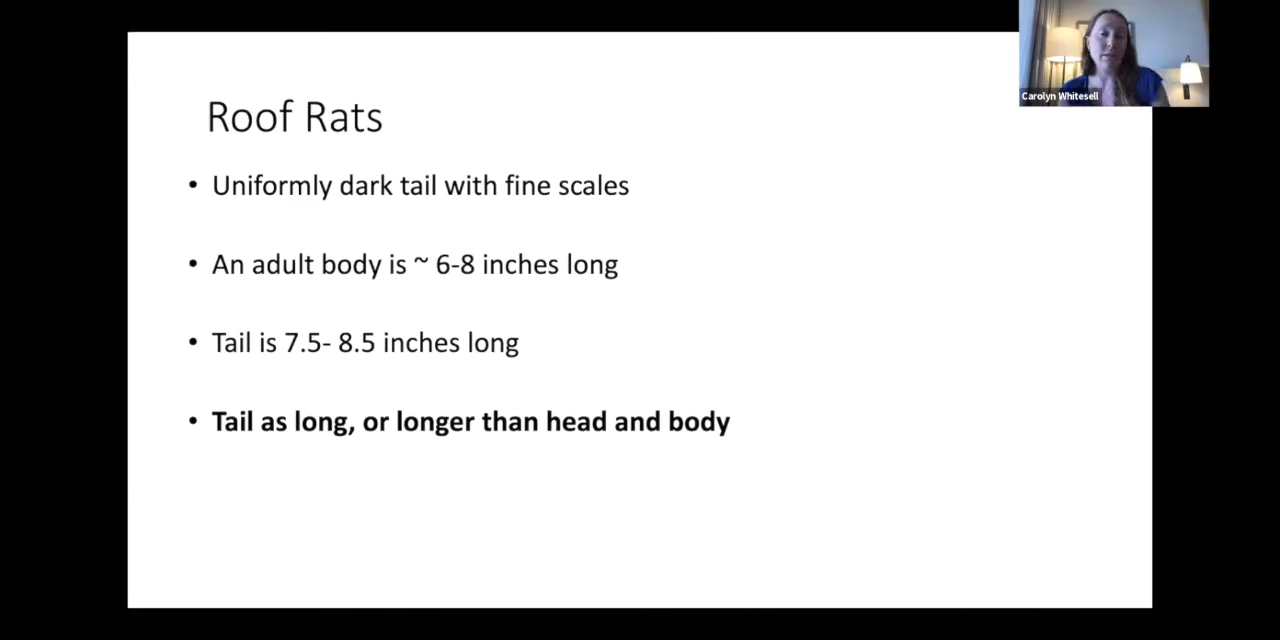 Carolyn Whitesell
Roof Rats
• Uniformly dark tail with fine scales
• An adult body is ~ 6-8 inches long
• Tail is 7.5- 8.5 inches long
• Tail as long, or longer than head and body